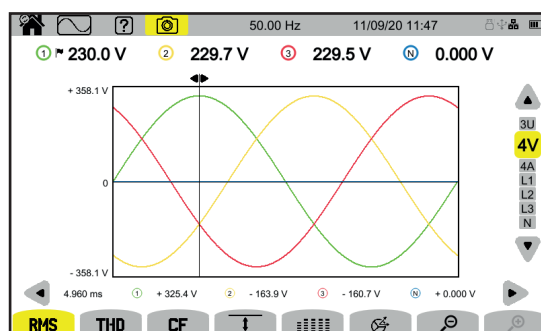 ? 50.00 Hz 11/09/20 11:47
1 230.0 V 2 229.7 V 3 229.5 V N 0.000 V
+ 358.1 V
0
- 358.1 V
3U
4V
4A
L1
L2
L3
N
4.960 ms 1 + 325.4 V 2 - 163.9 V 3 - 160.7 V N + 0.000 V
RMS THD CF